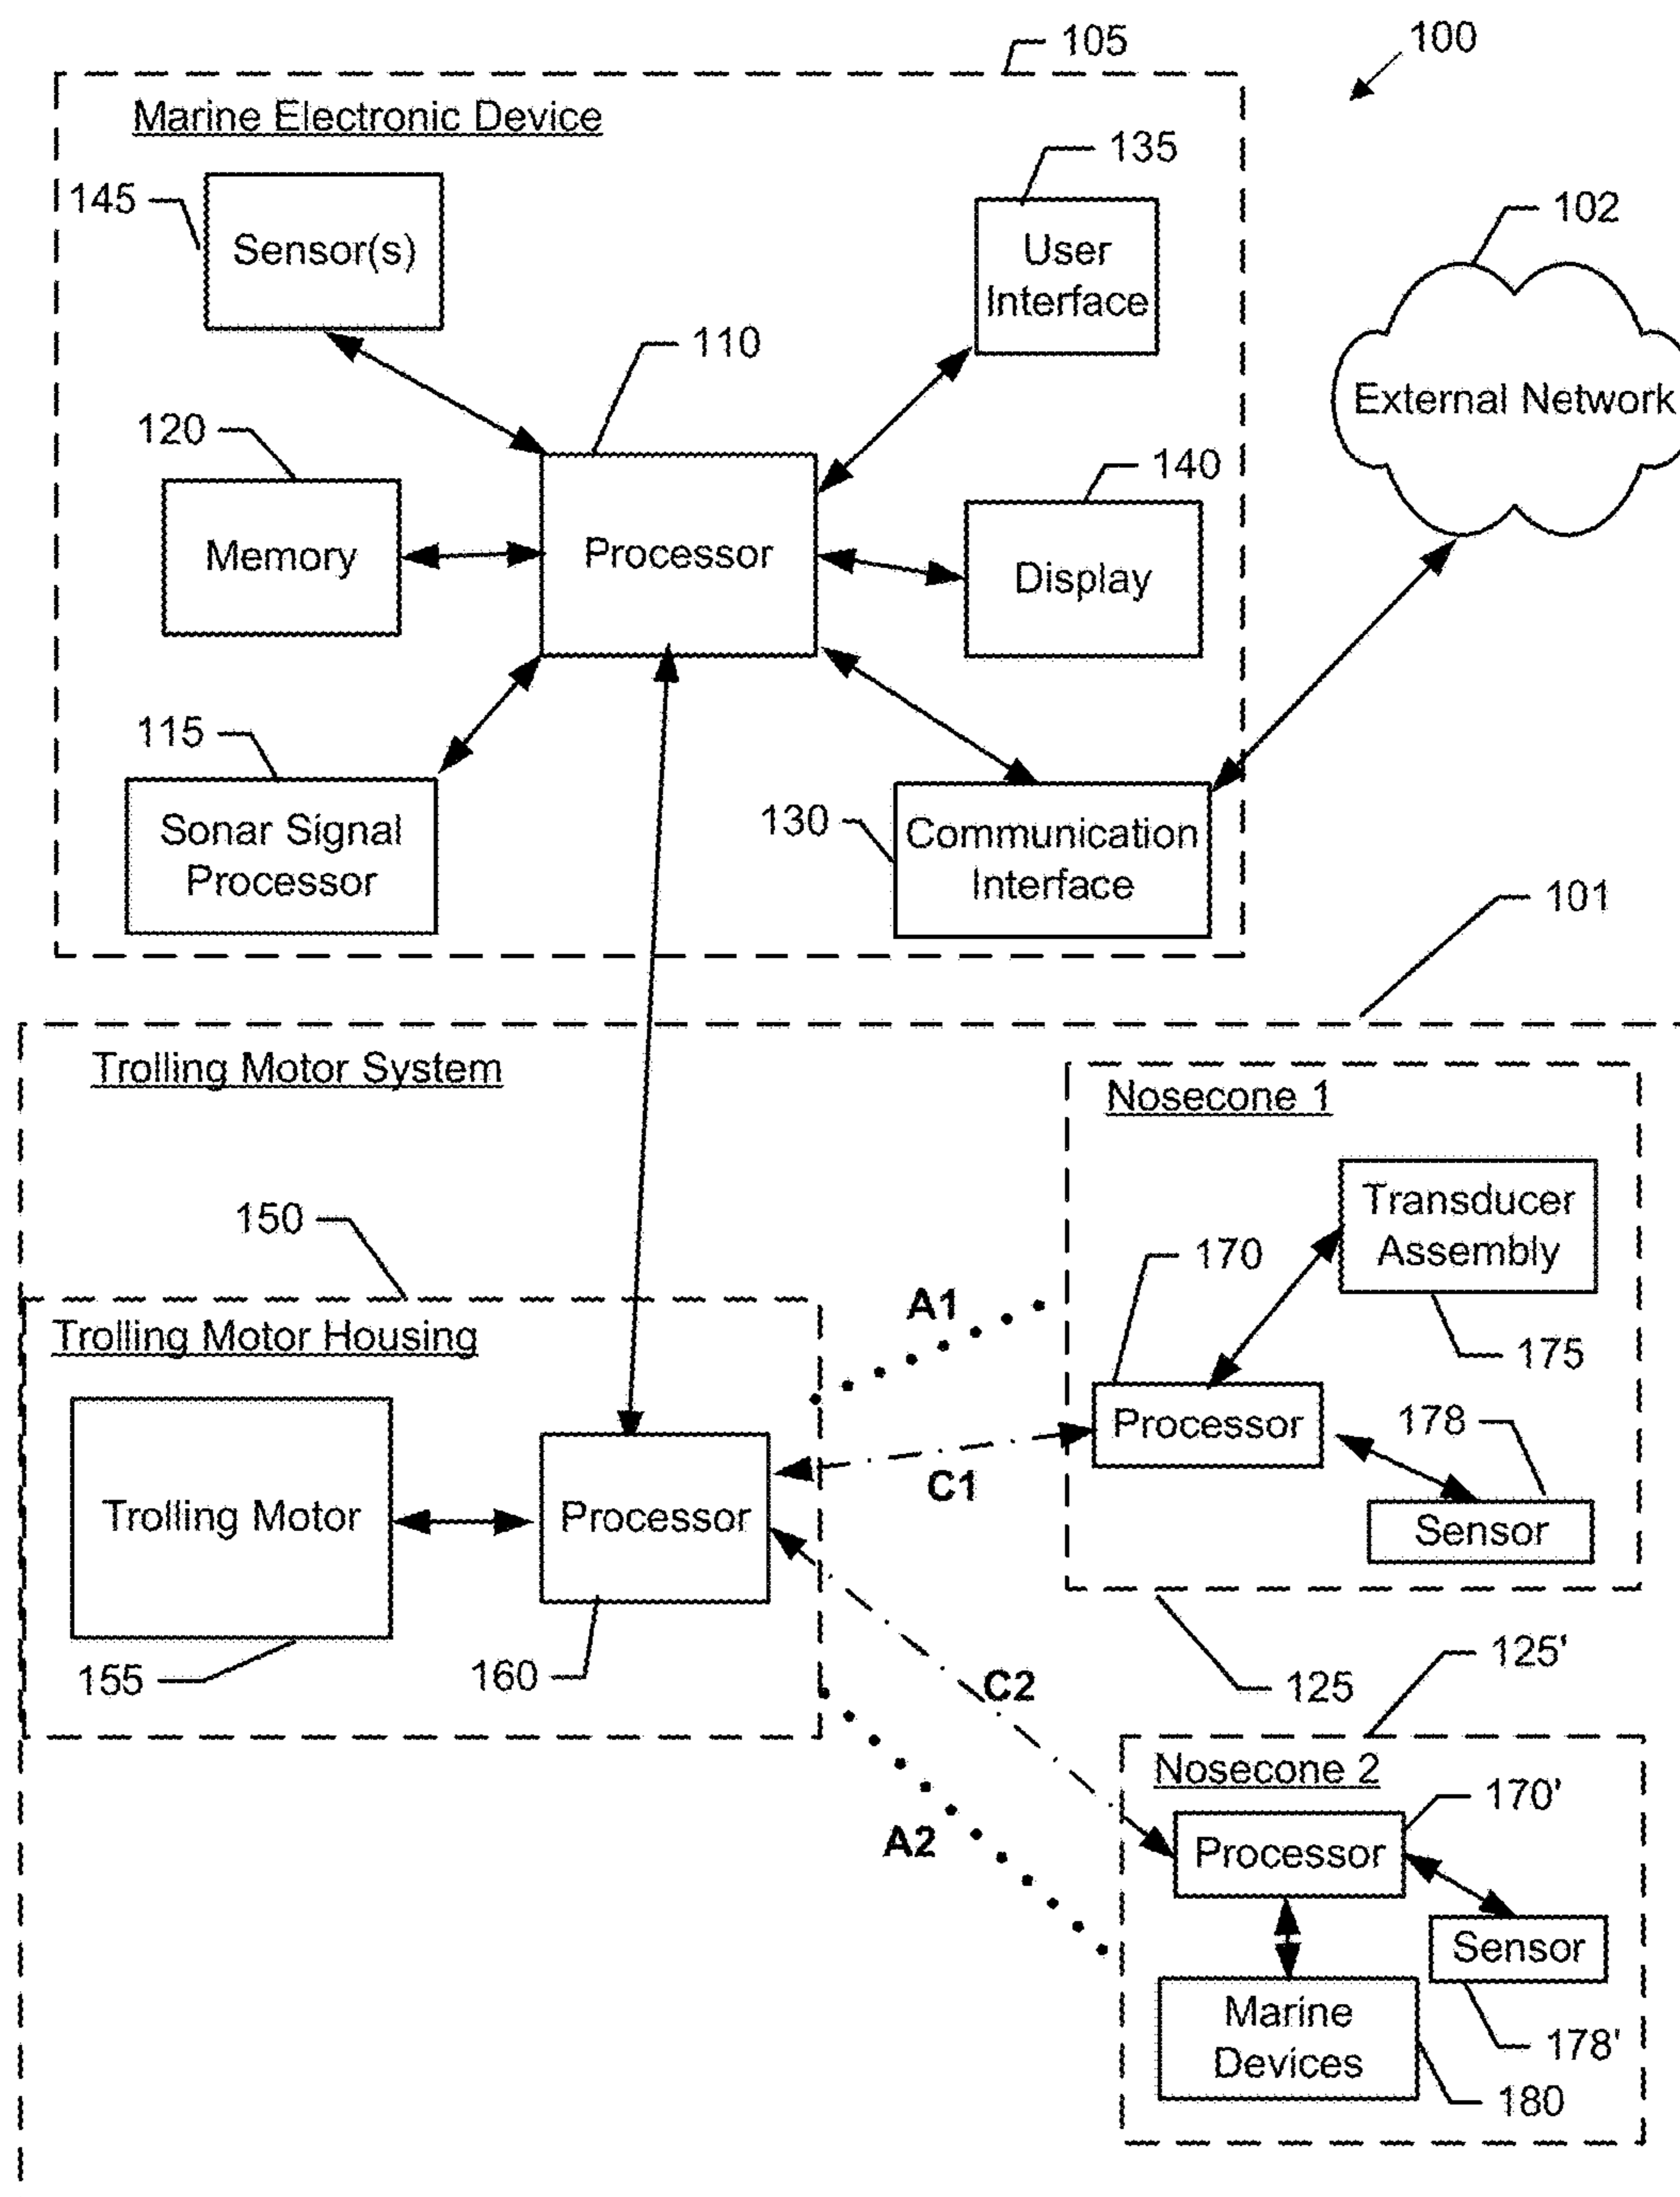 105
100
Marine Electronic Device
135
145
102
Sensor(s)
User
Interface
110
External Network
120
140
Memory
Processor
Display
115
130
Sonar Signal
Processor
Communication
Interface
101
Trolling Motor System
Nosecone 1
Transducer
Assembly
150
170
A1
175
Trolling Motor Housing
Processor
178
C1
Trolling Motor
Processor
Sensor
155
160
C2
125
125'
Nosecone 2
170'
A2
Processor
Sensor
Marine
Devices
178'
180